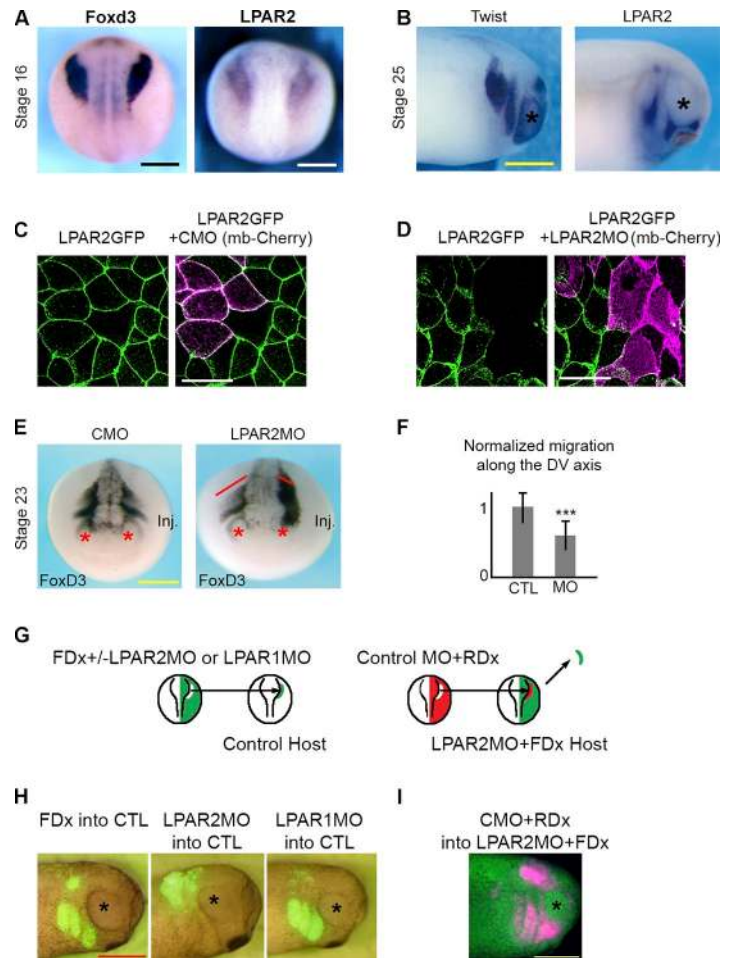 A
Foxd3
LPAR2
Stage 16
B
Twist
LPAR2
Stage 25
*
*
C
LPAR2GFP
LPAR2GFP
+CMO (mb-Cherry)
D
LPAR2GFP
LPAR2GFP
+LPAR2MO (mb-Cherry)
E
CMO
LPAR2MO
Stage 23
Inj.
* *
FoxD3
Inj.
* *
FoxD3
F
Normalized migration
along the DV axis
1
0
***
CTL
MO
G
FDx+/-LPAR2MO or LPAR1MO
Control Host
Control MO+RDx
LPAR2MO+FDx Host
H
FDx into CTL
LPAR2MO
into CTL
LPAR1MO
into CTL
*
*
*
I
CMO+RDx
into LPAR2MO+FDx
*